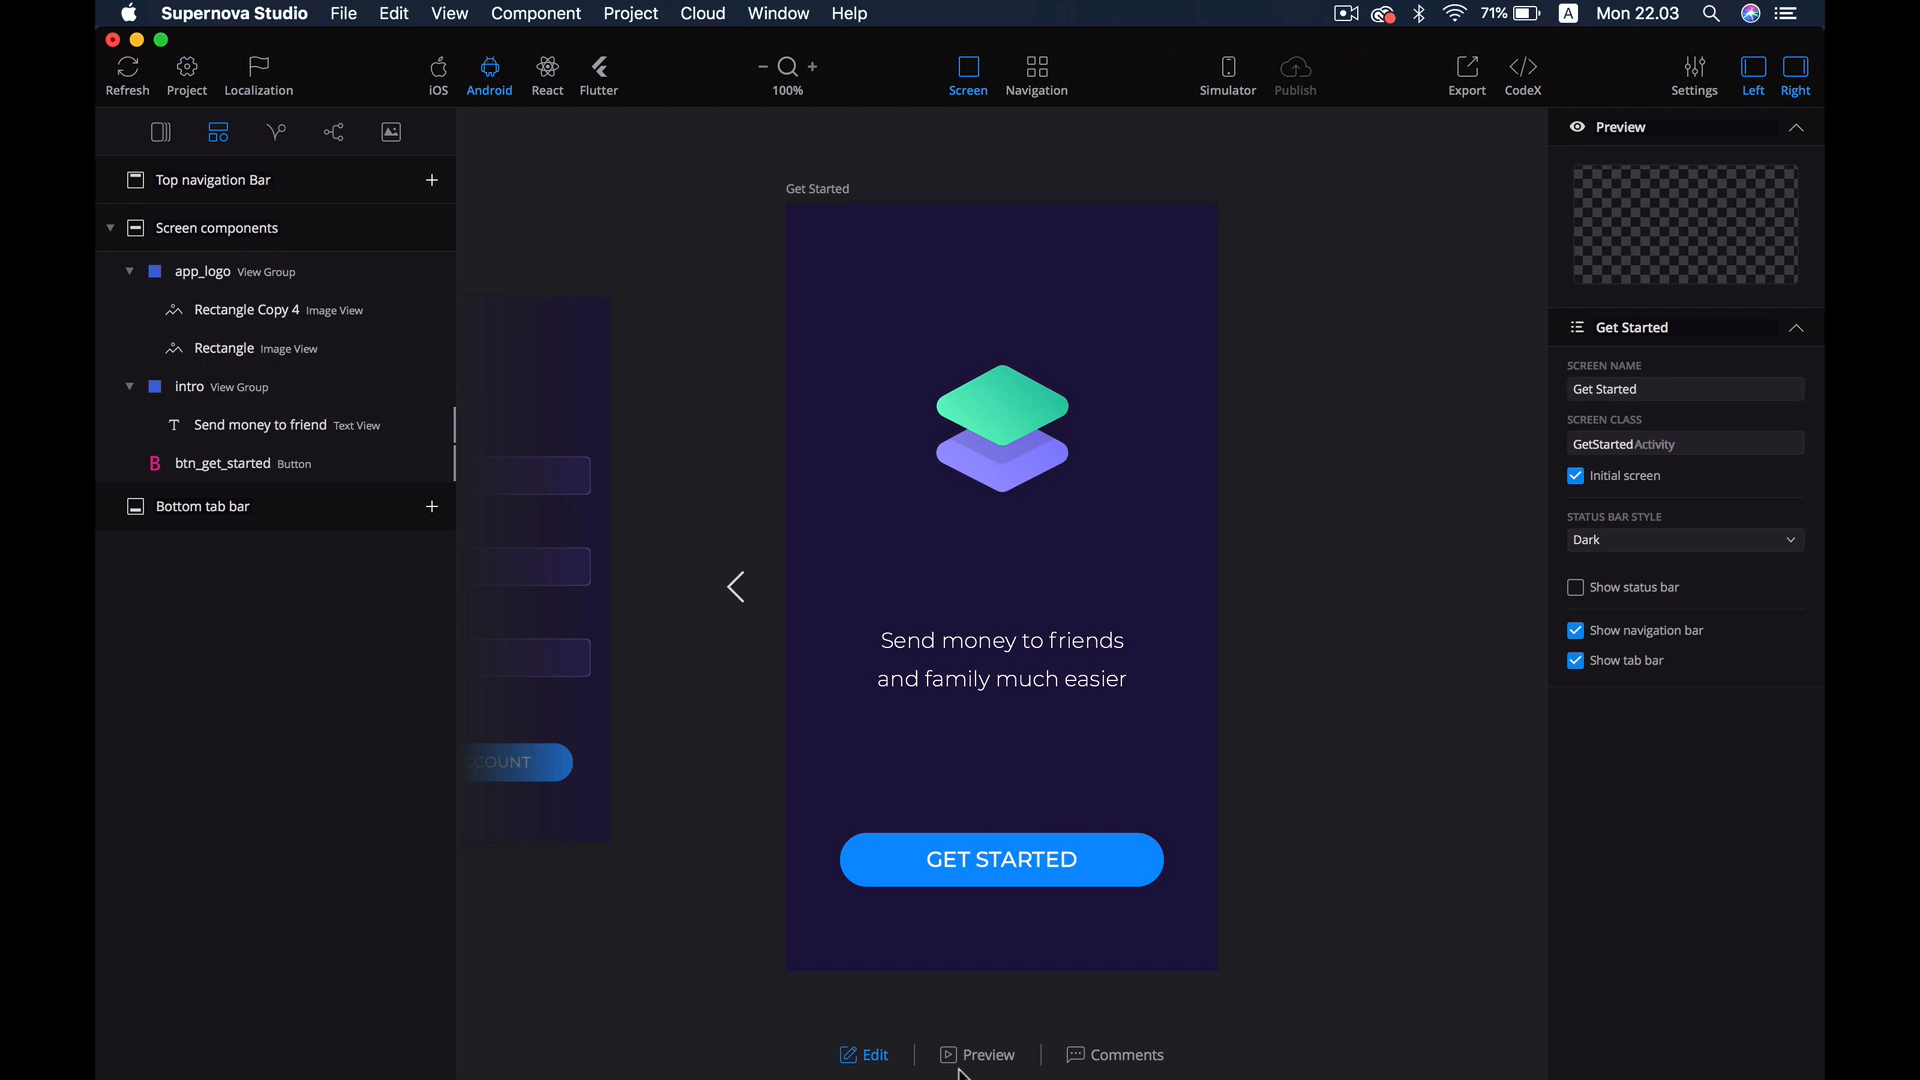 Supernova Studio File Edit View Component Project Cloud Window Help 71% A Mon 22.03
Refresh Project Localization iOS Android React Flutter 100% Screen Navigation Simulator Publish Export CodeX Settings Left Right
Top navigation Bar
Screen components
app_logo View Group
Rectangle Copy 4 Image View
Rectangle Image View
intro View Group
Send money to friend Text View
B btn_get_started Button
Bottom tab bar
CCOUNT
Get Started
Send money to friends
and family much easier
GET STARTED
Edit Preview Comments
Preview
Get Started
SCREEN NAME
Get Started
SCREEN CLASS
GetStartedActivity
Initial screen
STATUS BAR STYLE
Dark
Show status bar
Show navigation bar
Show tab bar